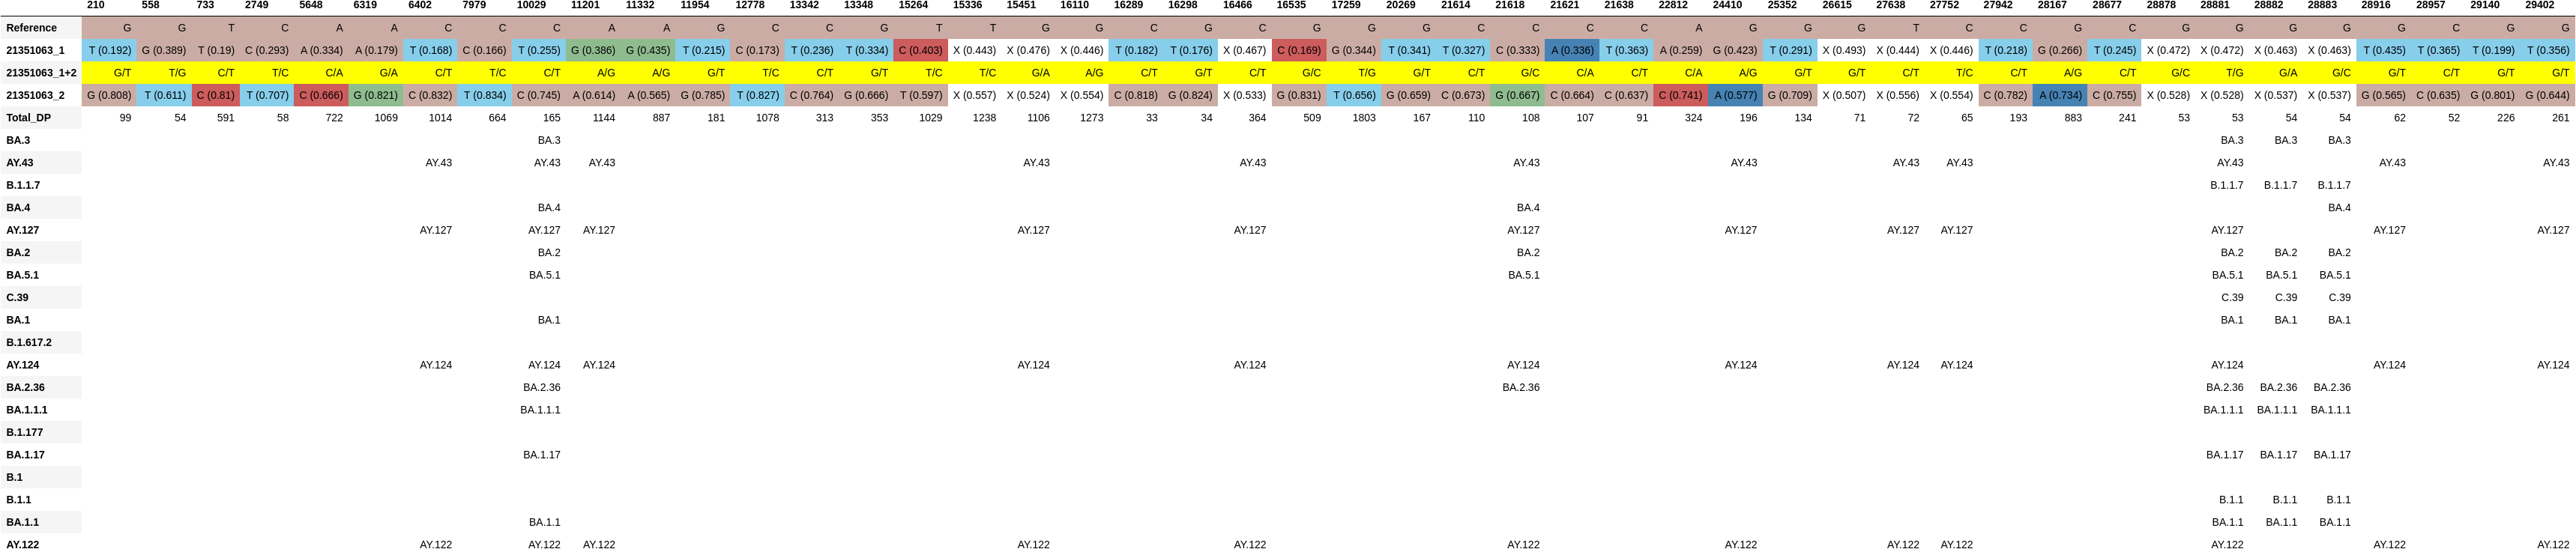 210 558 733 2749 5648 6319 6402 7979 10029 11201 11332 11954 12778 13342 13348 15264 15336 15451 16110 16289 16298 16466 16535 17259 20269 21614 21618 21621 21638 22812 24410 25352 26615 27638 27752 27942 28167 28677 28878 28881 28882 28883 28916 28957 29140 29402
Reference G G T C A A C C C A A G C C G T T G G C G C G G G C C C C A G G G T C C G C G G G G G C G G
21351063_1 T (0.192) G (0.389) T (0.19) C (0.293) A (0.334) A (0.179) T (0.168) C (0.166) T (0.255) G (0.386) G (0.435) T (0.215) C (0.173) T (0.236) T (0.334) C (0.403) X (0.443) X (0.476) X (0.446) T (0.182) T (0.176) X (0.467) C (0.169) G (0.344) T (0.341) T (0.327) C (0.333) A (0.336) T (0.363) A (0.259) G (0.423) T (0.291) X (0.493) X (0.444) X (0.446) T (0.218) G (0.266) T (0.245) X (0.472) X (0.472) X (0.463) X (0.463) T (0.435) T (0.365) T (0.199) T (0.356)
21351063_1+2 G/T T/G C/T T/C C/A G/A C/T T/C C/T A/G A/G G/T T/C C/T G/T T/C T/C G/A A/G C/T G/T C/T G/C T/G G/T C/T G/C C/A C/T C/A A/G G/T G/T C/T T/C C/T A/G C/T G/C T/G G/A G/C G/T C/T G/T G/T
21351063_2 G (0.808) T (0.611) C (0.81) T (0.707) C (0.666) G (0.821) C (0.832) T (0.834) C (0.745) A (0.614) A (0.565) G (0.785) T (0.827) C (0.764) G (0.666) T (0.597) X (0.557) X (0.524) X (0.554) C (0.818) G (0.824) X (0.533) G (0.831) T (0.656) G (0.659) C (0.673) G (0.667) C (0.664) C (0.637) C (0.741) A (0.577) G (0.709) X (0.507) X (0.556) X (0.554) C (0.782) A (0.734) C (0.755) X (0.528) X (0.528) X (0.537) X (0.537) G (0.565) C (0.635) G (0.801) G (0.644)
Total_DP 99 54 591 58 722 1069 1014 664 165 1144 887 181 1078 313 353 1029 1238 1106 1273 33 34 364 509 1803 167 110 108 107 91 324 196 134 71 72 65 193 883 241 53 53 54 54 62 52 226 261
BA.3 BA.3 BA.3 BA.3 BA.3
AY.43 AY.43 AY.43 AY.43 AY.43 AY.43 AY.43 AY.43 AY.43 AY.43 AY.43 AY.43 AY.43
B.1.1.7 B.1.1.7 B.1.1.7 B.1.1.7
BA.4 BA.4 BA.4 BA.4
AY.127 AY.127 AY.127 AY.127 AY.127 AY.127 AY.127 AY.127 AY.127 AY.127 AY.127 AY.127 AY.127
BA.2 BA.2 BA.2 BA.2 BA.2 BA.2
BA.5.1 BA.5.1 BA.5.1 BA.5.1 BA.5.1 BA.5.1
C.39 C.39 C.39 C.39
BA.1 BA.1 BA.1 BA.1 BA.1
B.1.617.2
AY.124 AY.124 AY.124 AY.124 AY.124 AY.124 AY.124 AY.124 AY.124 AY.124 AY.124 AY.124 AY.124
BA.2.36 BA.2.36 BA.2.36 BA.2.36 BA.2.36 BA.2.36
BA.1.1.1 BA.1.1.1 BA.1.1.1 BA.1.1.1 BA.1.1.1
B.1.177
BA.1.17 BA.1.17 BA.1.17 BA.1.17 BA.1.17
B.1
B.1.1 B.1.1 B.1.1 B.1.1
BA.1.1 BA.1.1 BA.1.1 BA.1.1 BA.1.1
AY.122 AY.122 AY.122 AY.122 AY.122 AY.122 AY.122 AY.122 AY.122 AY.122 AY.122 AY.122 AY.122